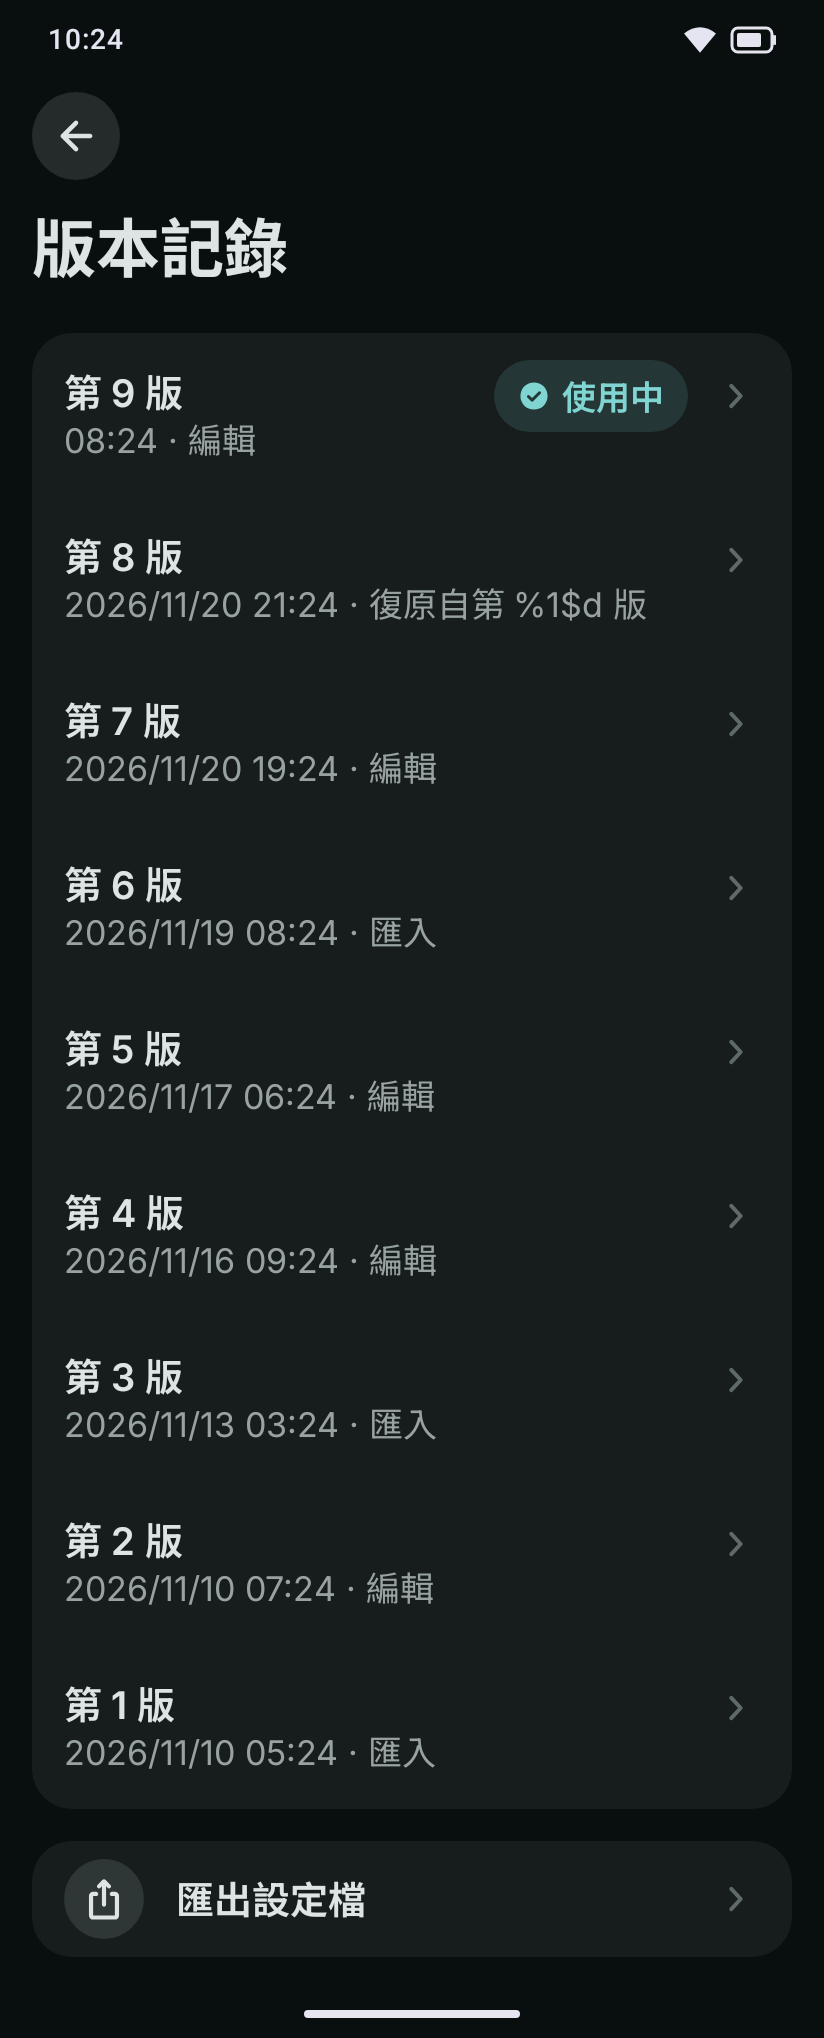 10:24
版本記錄
第 9 版
使用中
08:24 · 編輯
第 8 版
2026/11/20 21:24 · 復原自第 %1$d 版
第 7 版
2026/11/20 19:24 · 編輯
第 6 版
2026/11/19 08:24 · 匯入
第 5 版
2026/11/17 06:24 · 編輯
第 4 版
2026/11/16 09:24 · 編輯
第 3 版
2026/11/13 03:24 · 匯入
第 2 版
2026/11/10 07:24 · 編輯
第 1 版
2026/11/10 05:24 · 匯入
匯出設定檔